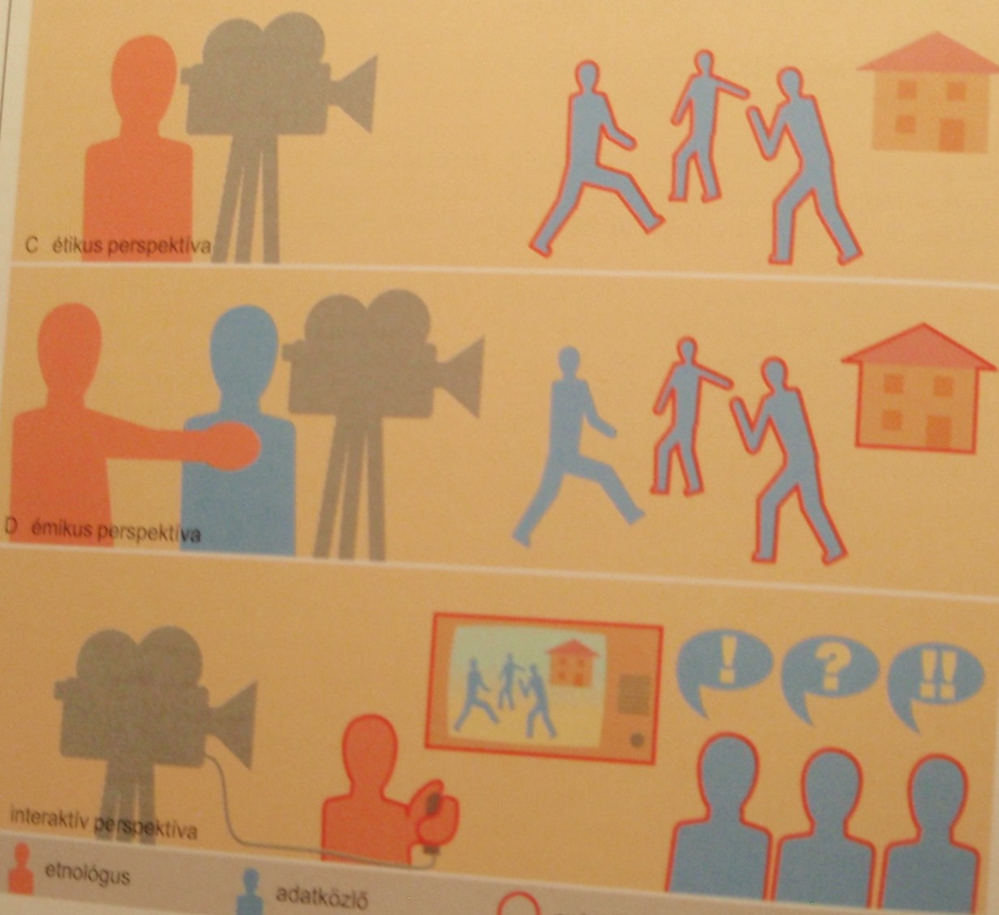 C étikus perspektíva
D émikus perspektíva
!
?
!!
interaktív perspektíva
etnológus
adatközlő